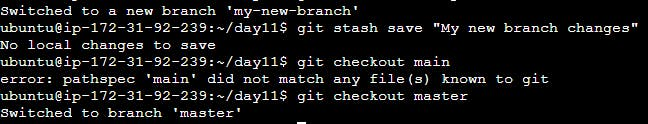 Switched to a new branch 'my-new-branch'
ubuntu@ip-172-31-92-239:~/day11$ git stash save "My new branch changes"
No local changes to save
ubuntu@ip-172-31-92-239:~/day11$ git checkout main
error: pathspec 'main' did not match any file(s) known to git
ubuntu@ip-172-31-92-239:~/day11$ git checkout master
Switched to branch 'master'